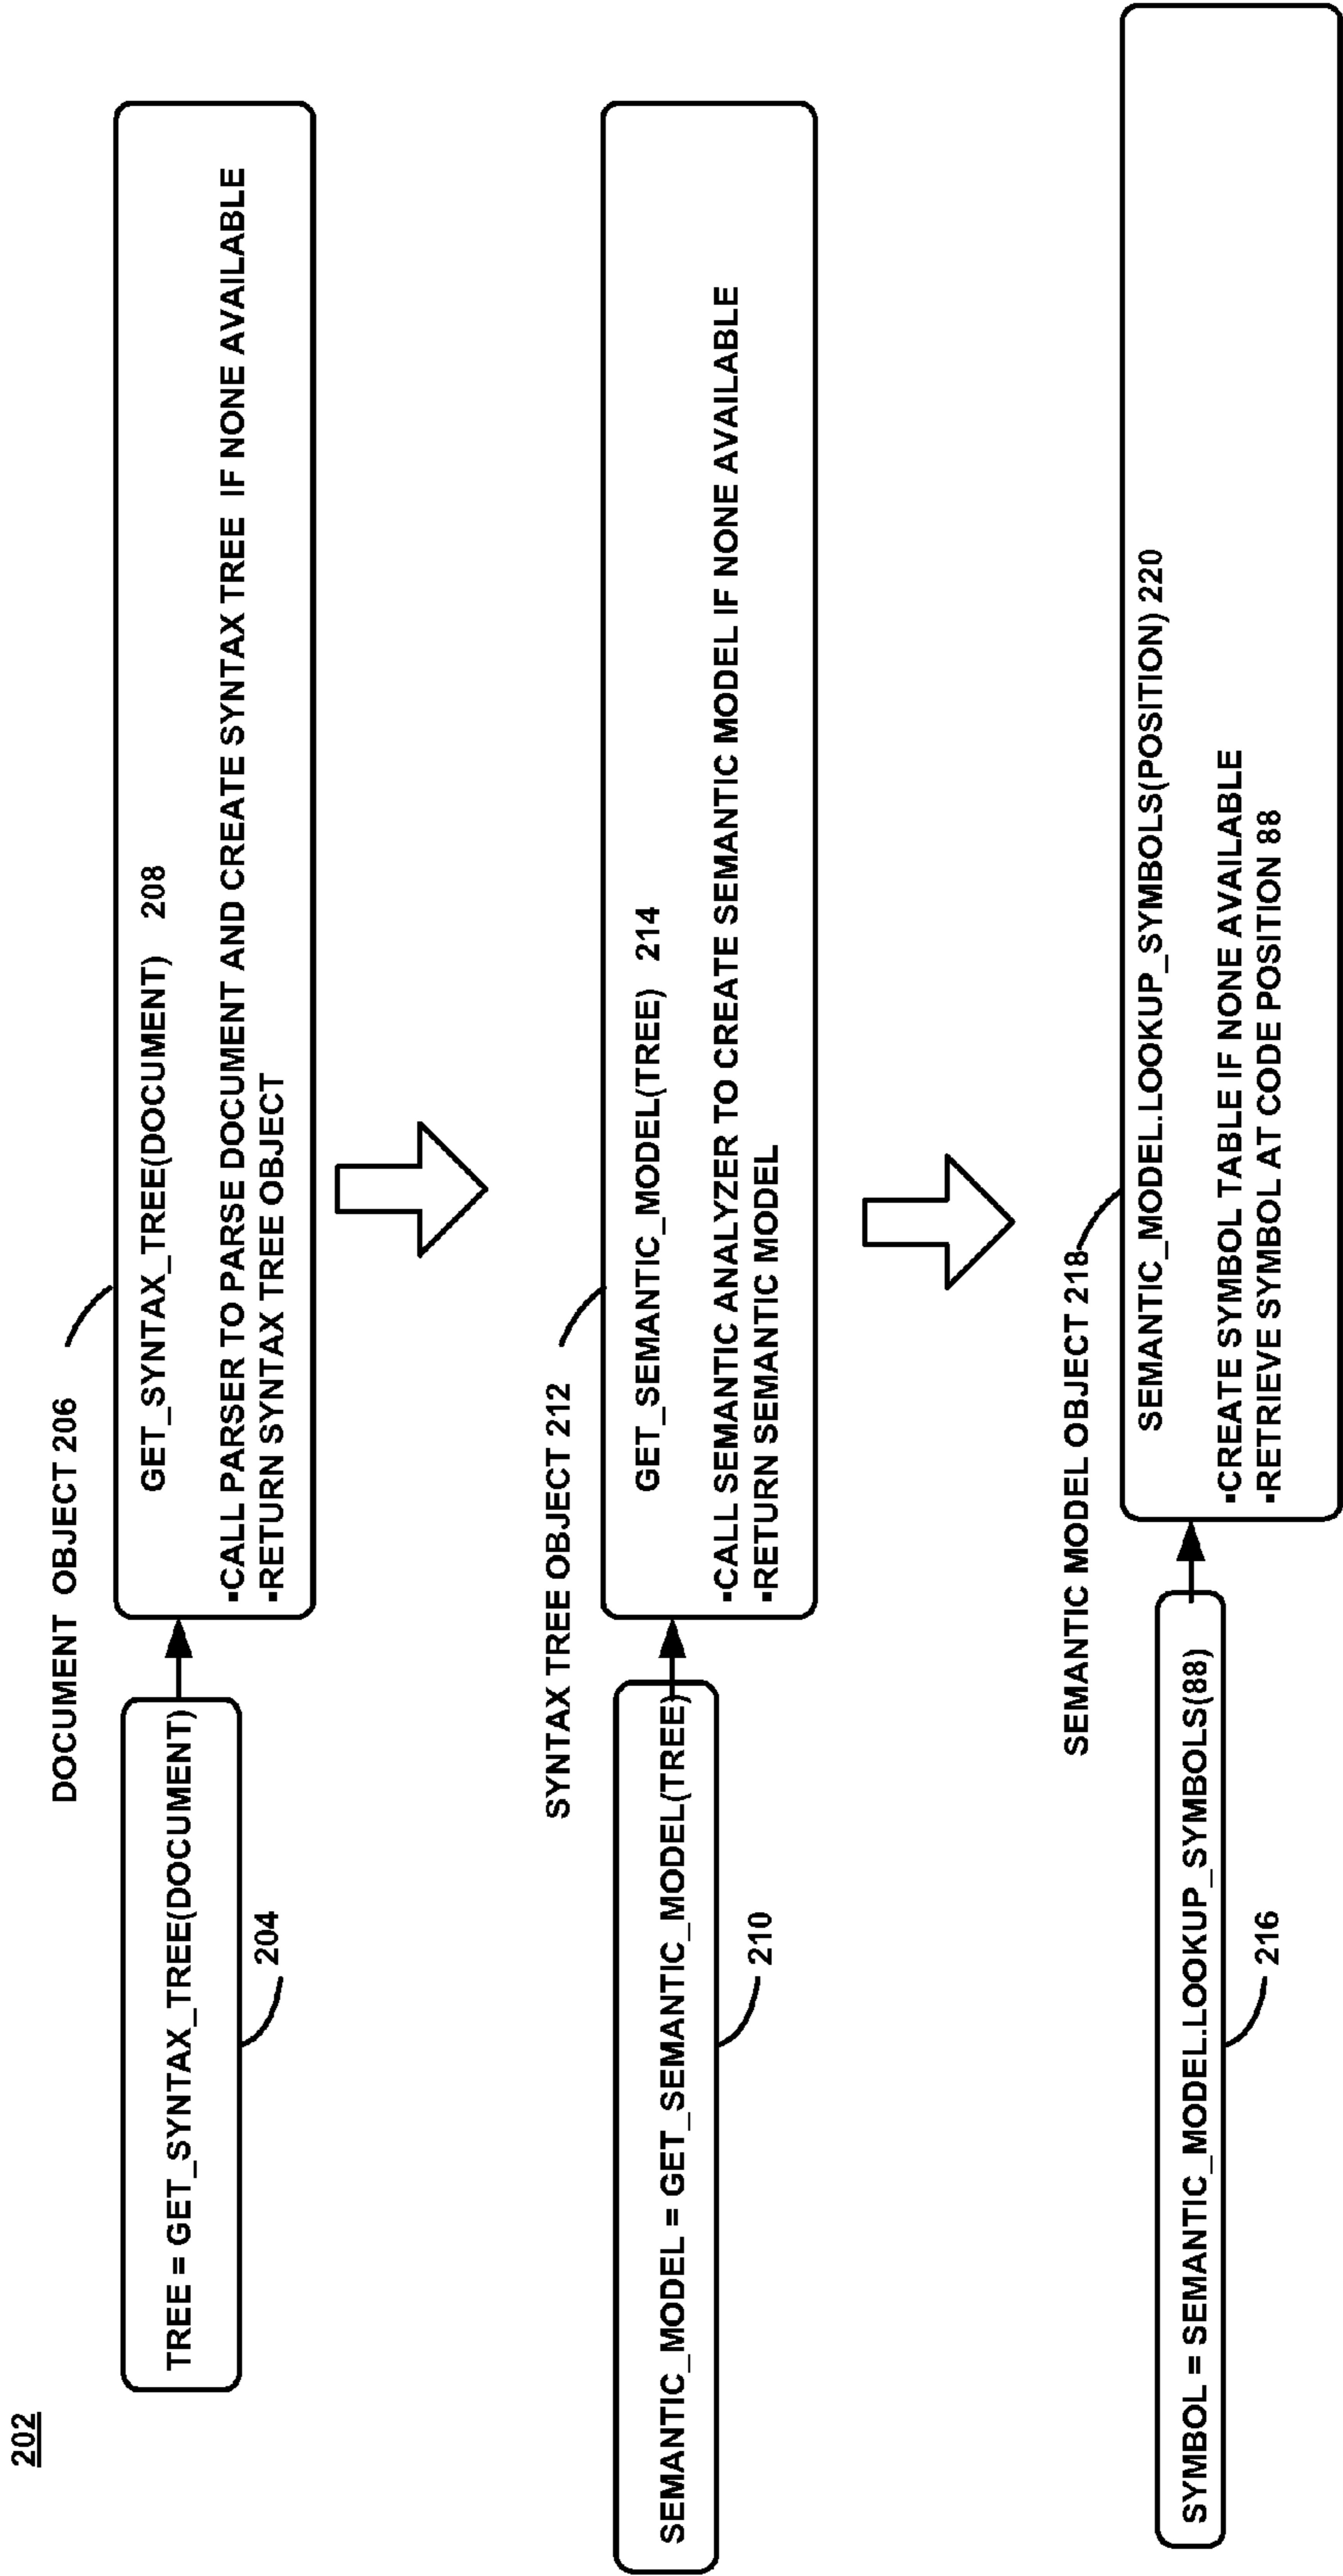 202
DOCUMENT OBJECT 206
TREE = GET_SYNTAX_TREE(DOCUMENT)
204
GET_SYNTAX_TREE(DOCUMENT) 208
▪CALL PARSER TO PARSE DOCUMENT AND CREATE SYNTAX TREE IF NONE AVAILABLE
▪RETURN SYNTAX TREE OBJECT
SYNTAX TREE OBJECT 212
SEMANTIC_MODEL = GET_SEMANTIC_MODEL(TREE)
210
GET_SEMANTIC_MODEL(TREE) 214
▪CALL SEMANTIC ANALYZER TO CREATE SEMANTIC MODEL IF NONE AVAILABLE
▪RETURN SEMANTIC MODEL
SEMANTIC MODEL OBJECT 218
SYMBOL = SEMANTIC_MODEL.LOOKUP_SYMBOLS(88)
216
SEMANTIC_MODEL.LOOKUP_SYMBOLS(POSITION) 220
▪CREATE SYMBOL TABLE IF NONE AVAILABLE
▪RETRIEVE SYMBOL AT CODE POSITION 88